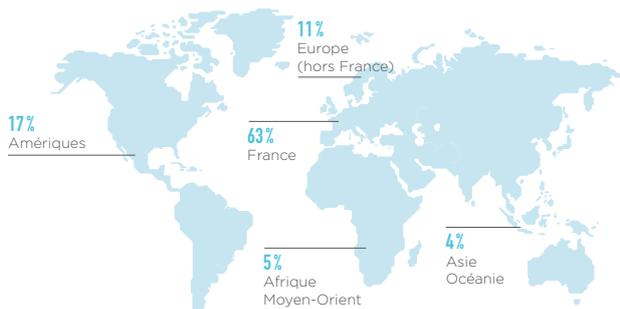 11%
Europe
(hors France)
17%
Amériques
63%
France
5%
Afrique
Moyen-Orient
4%
Asie
Océanie